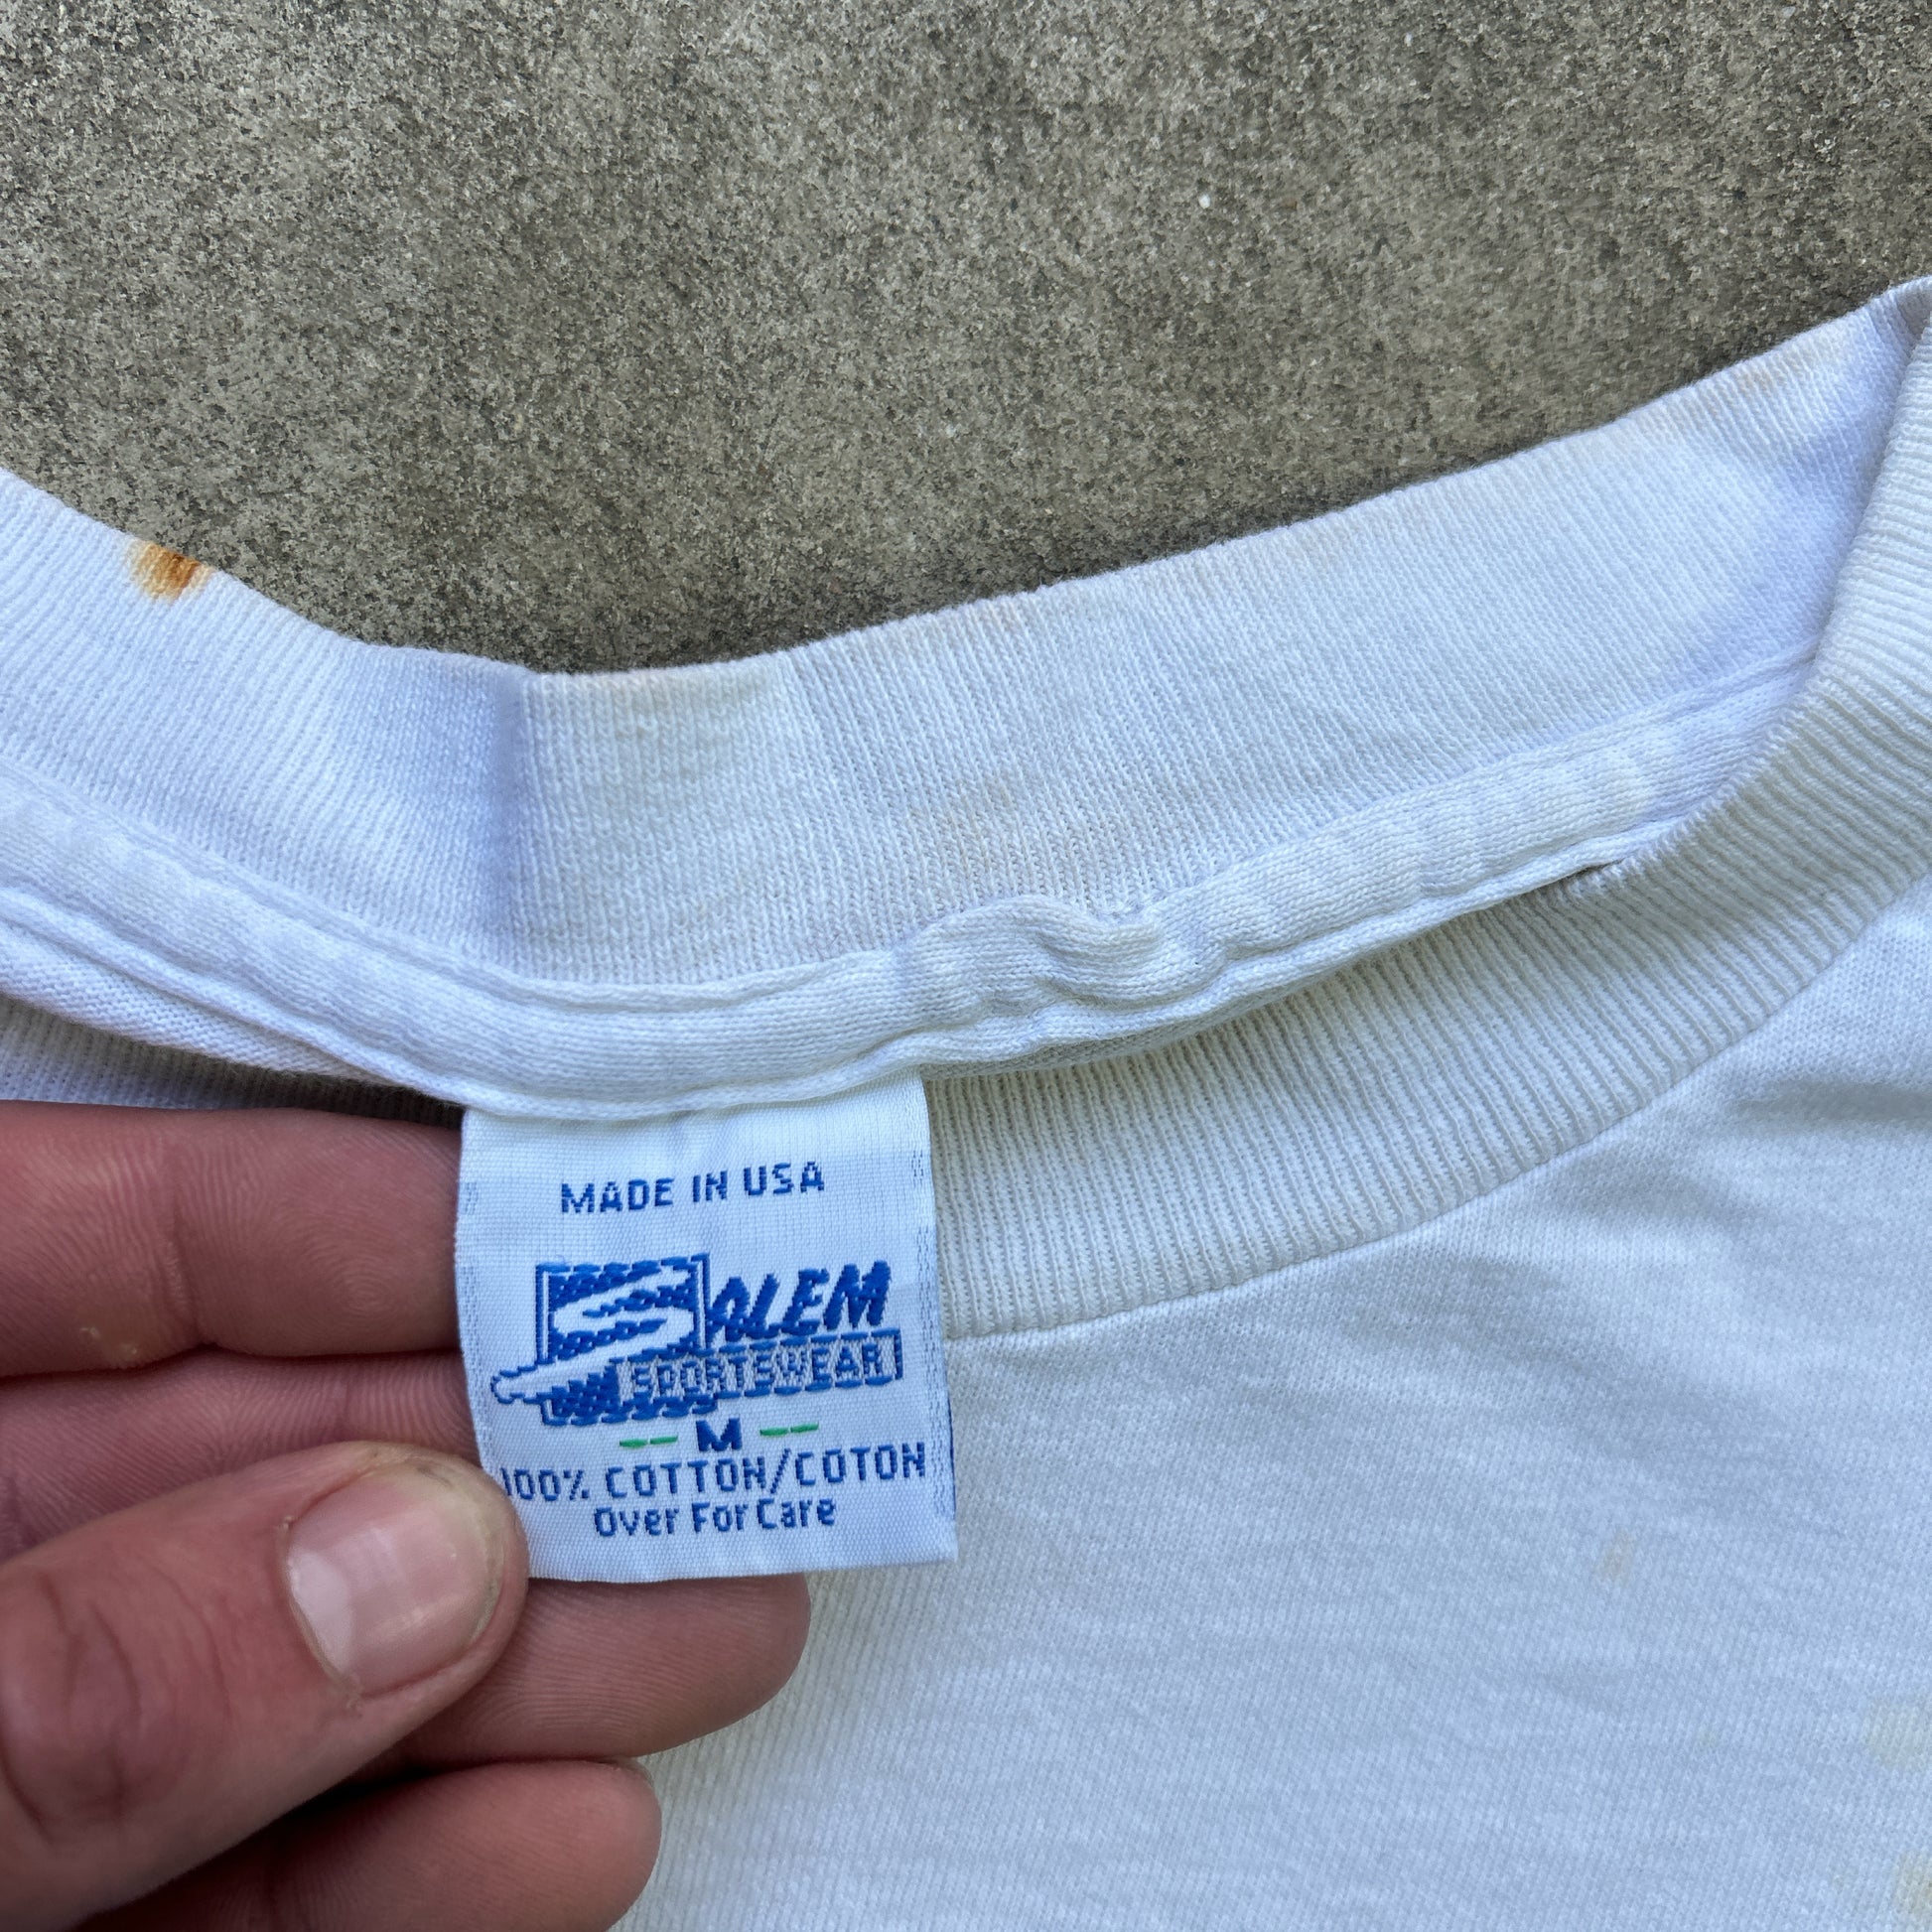 MADE IN USA
SALEM
SPORTSWEAR
M
100% COTTON/COTON
Over For Care